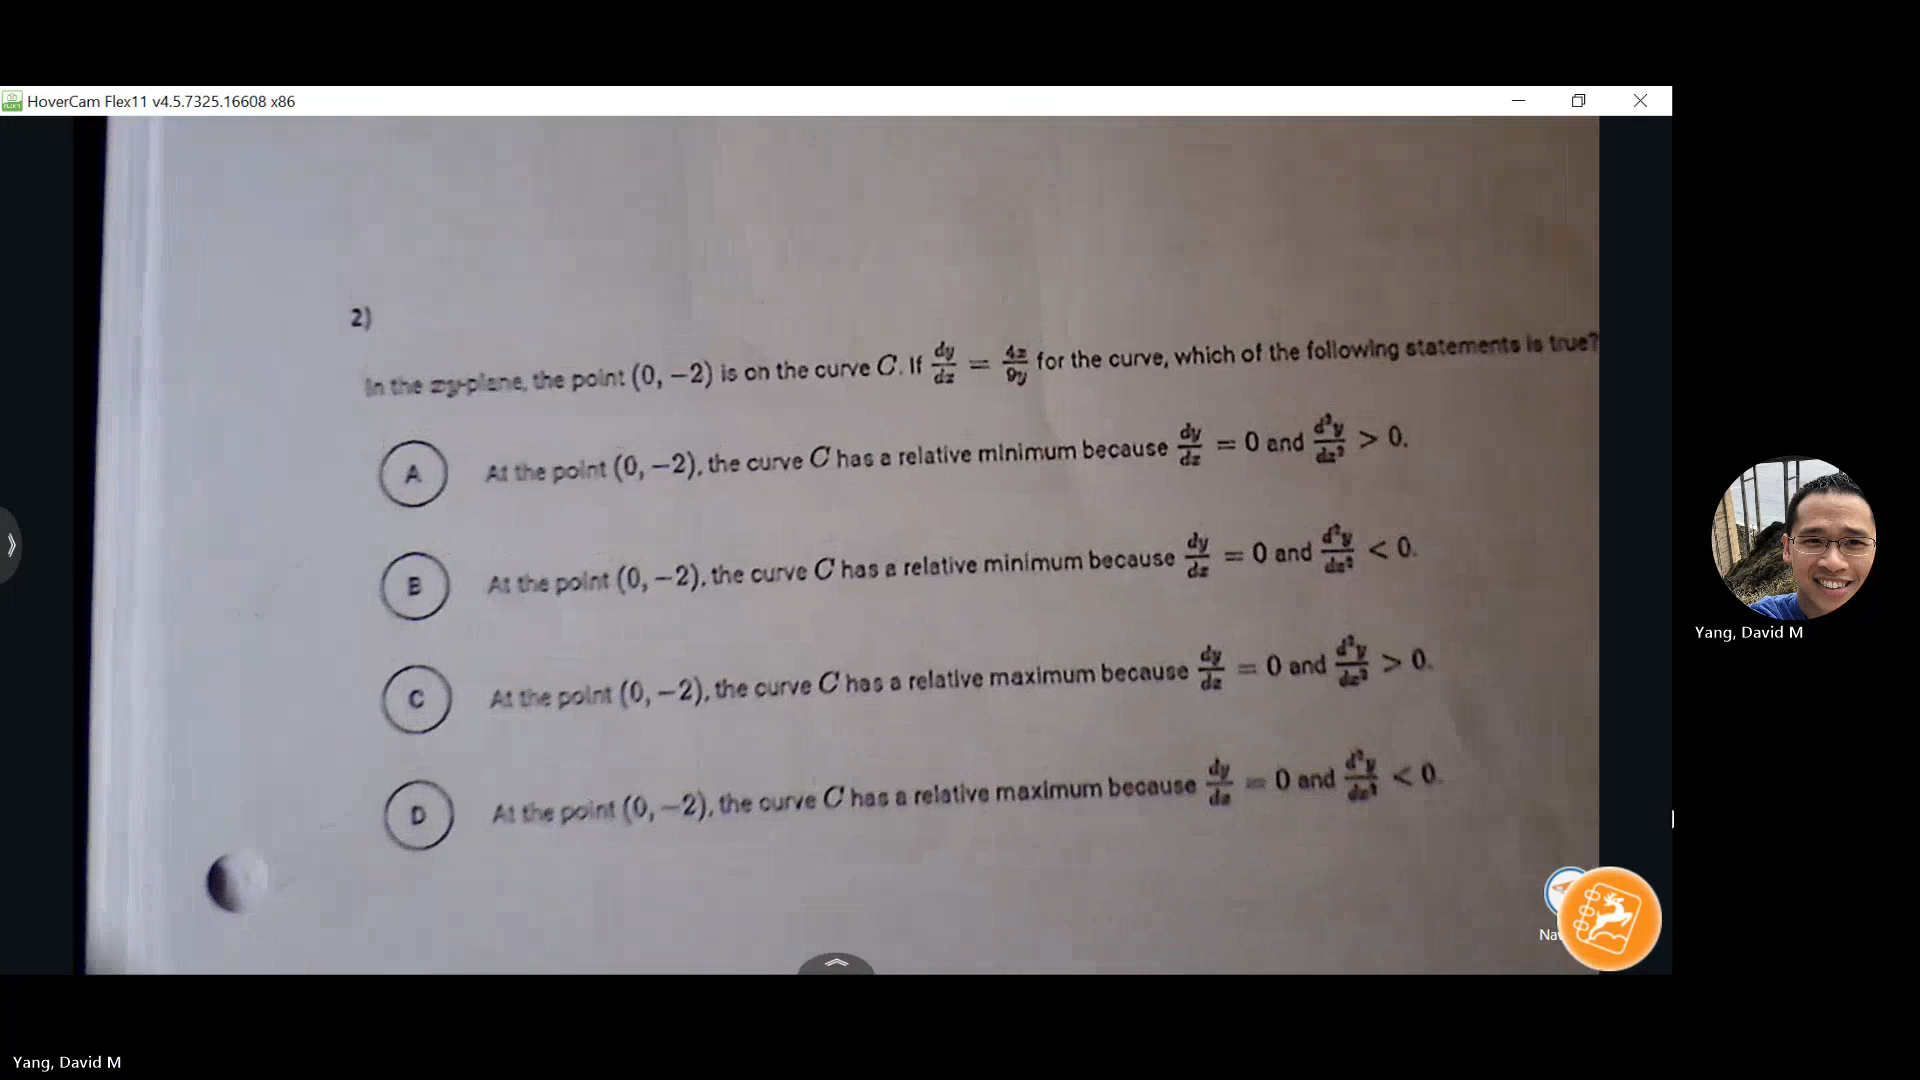 HoverCam Flex11 v4.5.7325.16608 x86
2)
In the xy-plane, the point (0, −2) is on the curve C. If dy/dx = 4x/9y for the curve, which of the following statements is true?
A At the point (0, −2), the curve C has a relative minimum because dy/dx = 0 and d²y/dx² > 0.
B At the point (0, −2), the curve C has a relative minimum because dy/dx = 0 and d²y/dx² < 0.
C At the point (0, −2), the curve C has a relative maximum because dy/dx = 0 and d²y/dx² > 0.
D At the point (0, −2), the curve C has a relative maximum because dy/dx = 0 and d²y/dx² < 0.
Yang, David M
Yang, David M